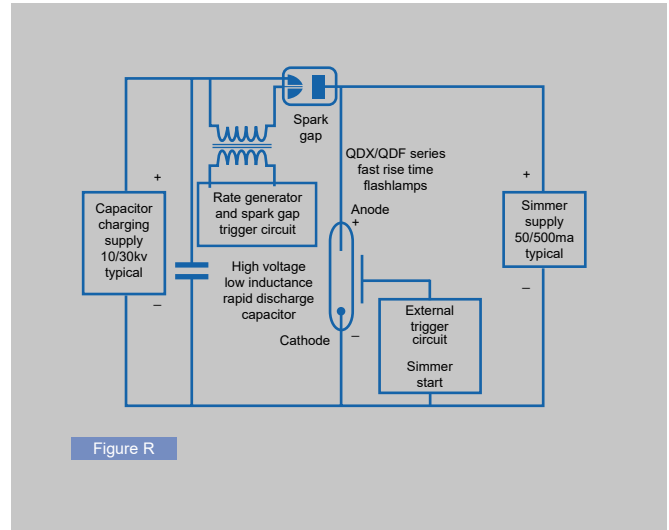 Spark
gap
QDX/QDF series
fast rise time
flashlamps
+
Capacitor
charging
supply
10/30kv
typical
–
Rate generator
and spark gap
trigger circuit
High voltage
low inductance
rapid discharge
capacitor
Anode
+
Cathode
–
External
trigger
circuit
Simmer
start
+
Simmer
supply
50/500ma
typical
–
Figure R